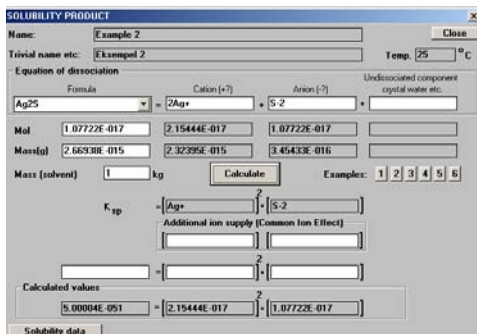 SOLUBILITY PRODUCT x
Name: Example 2 Close
Trivial name etc: Eksempel 2 Temp. 25 °C
Equation of dissociation
Undissociated component
Formula Cation (+?) Anion (-?) crystal water etc.
Ag2S = 2Ag+ + S-2 +
Mol 1.07722E-017 2.15444E-017 1.07722E-017
Mass(g) 2.66938E-015 2.32395E-015 3.45433E-016
Mass (solvent) 1 kg Calculate Examples: 1 2 3 4 5 6
K sp =[Ag+ ]2*[S-2 ]
Additional ion supply (Common Ion Effect)
[ ] [ ]
=[ ]2*[ ]
Calculated values
5.00004E-051 =[2.15444E-017 ]2*[1.07722E-017 ]
Solubility data